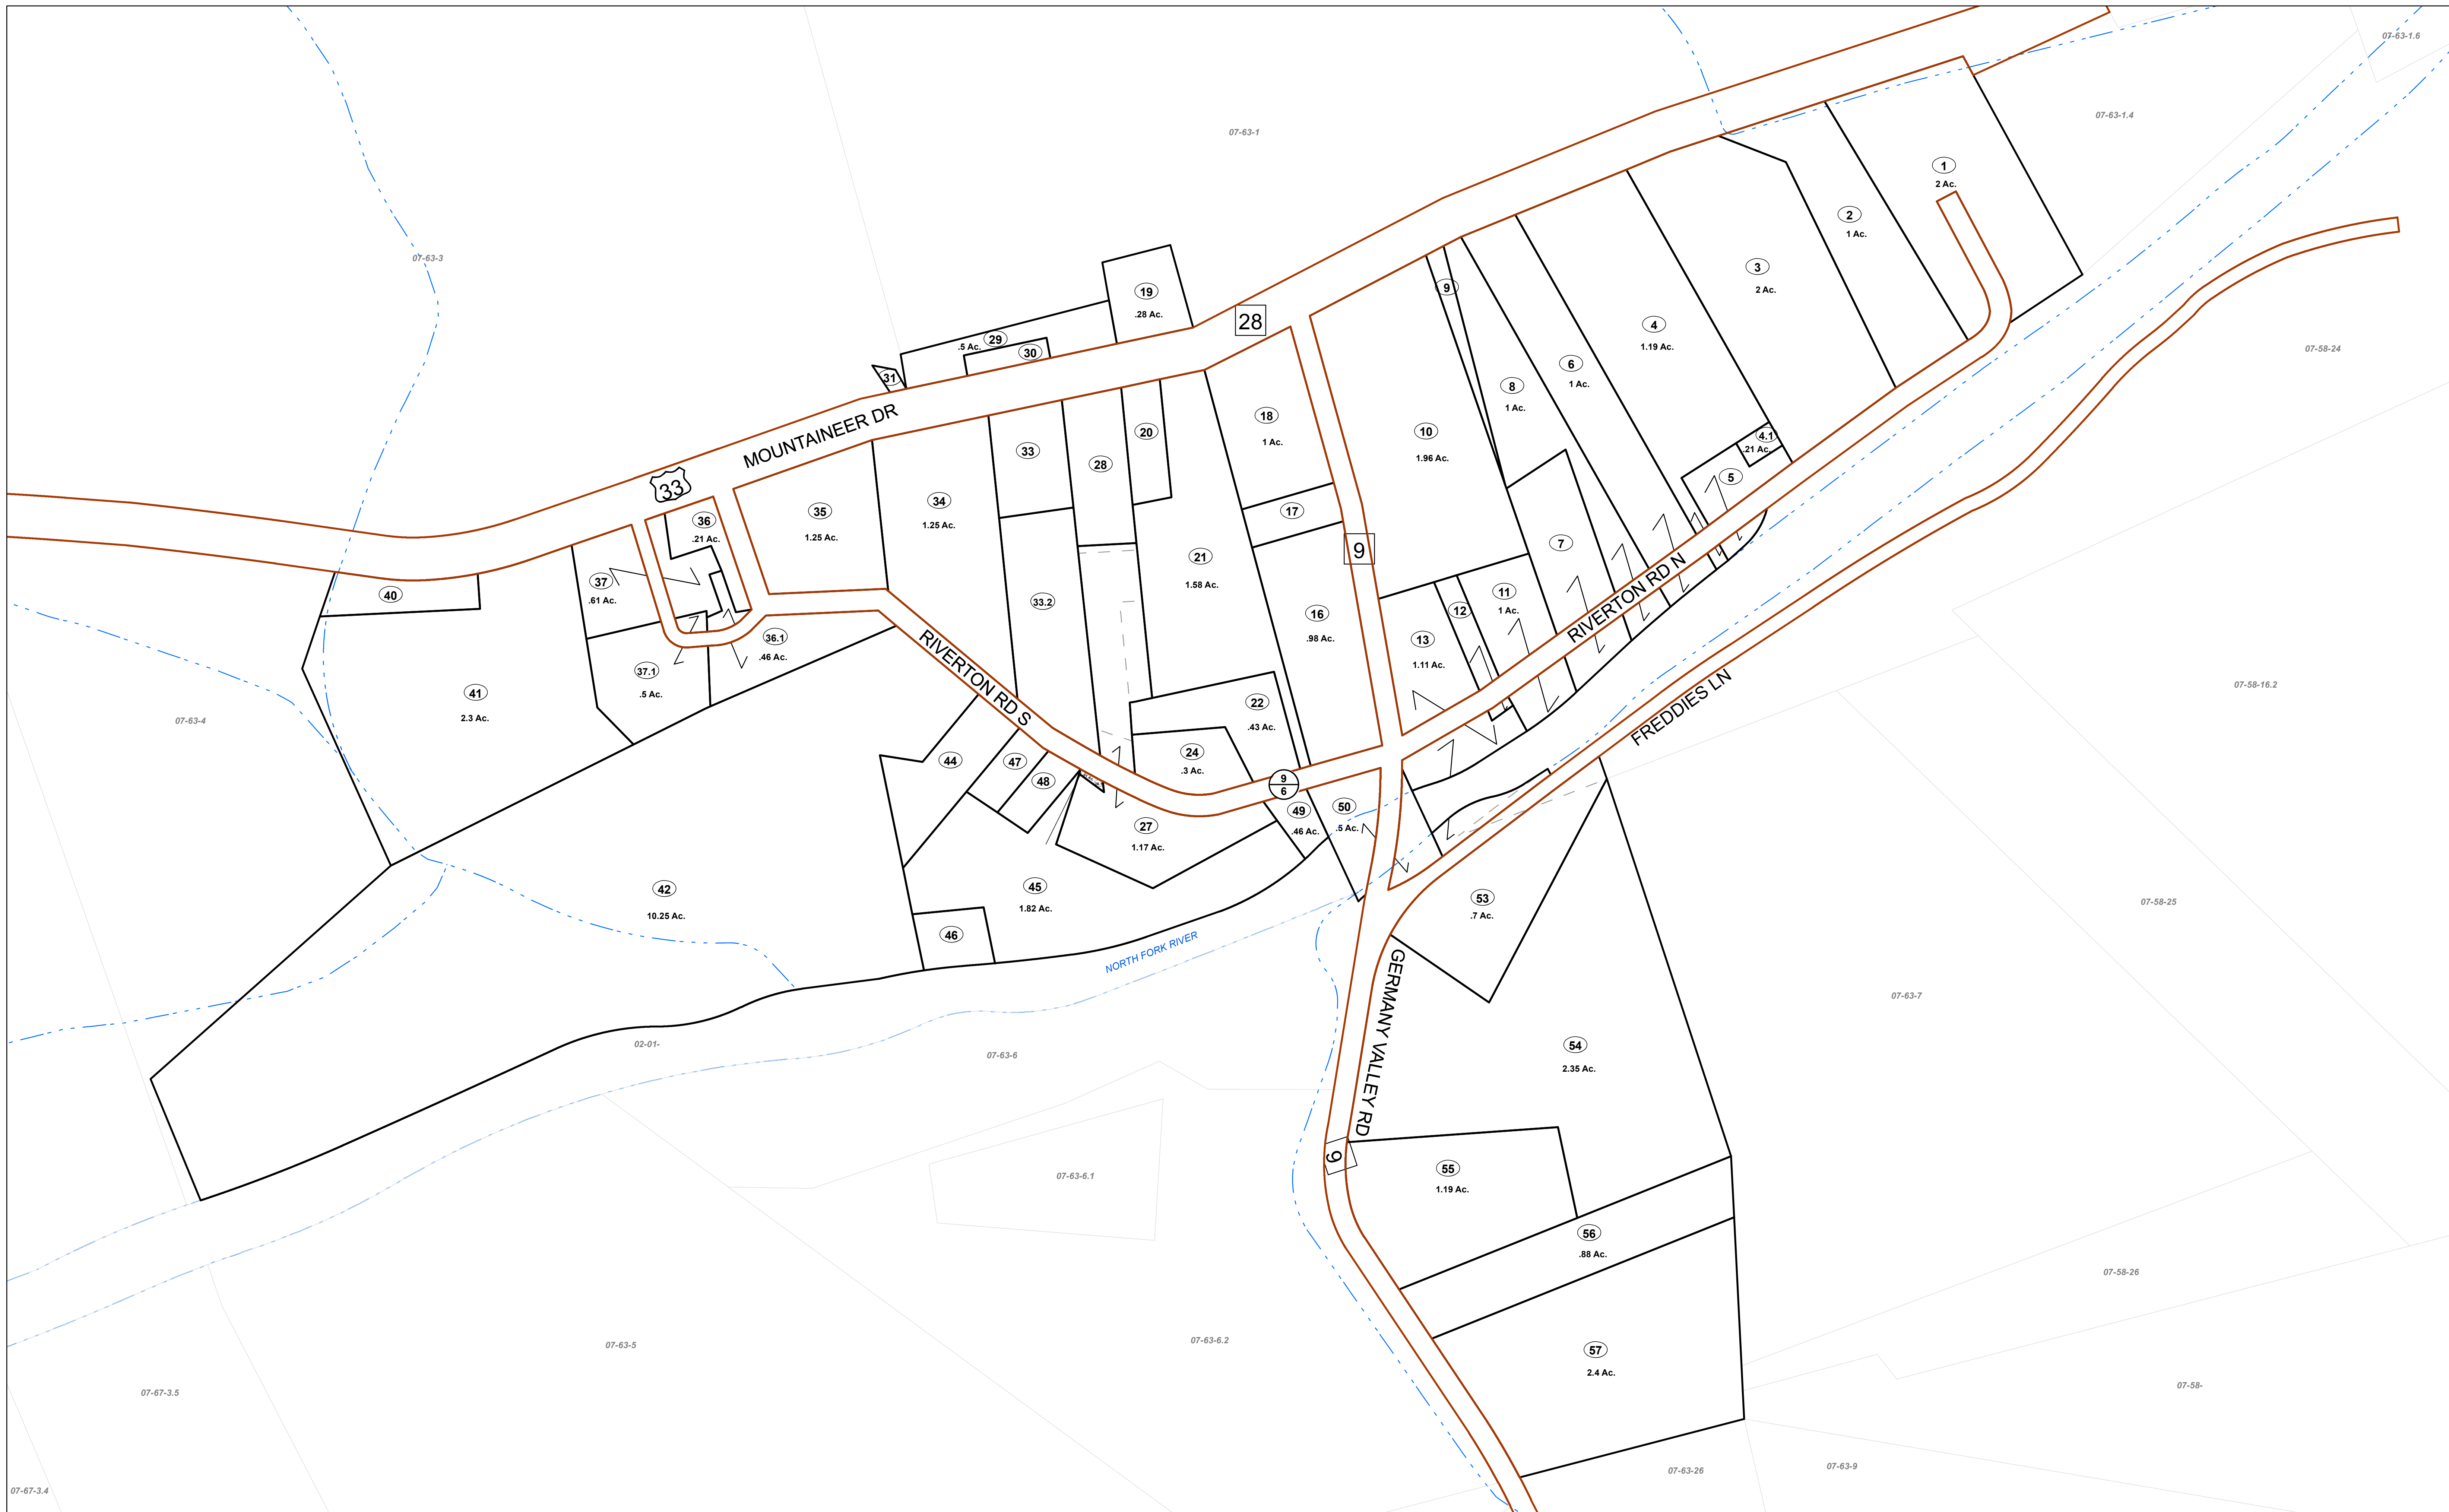 07-63-1.6
07-63-1.4
07-63-1
1
2 Ac.
2
1 Ac.
07-63-3
3
2 Ac.
9
19
.28 Ac.
28
4
1.19 Ac.
29
.5 Ac.
30
31
07-58-24
6
1 Ac.
8
1 Ac.
MOUNTAINEER DR
18
1 Ac.
20
10
1.96 Ac.
4.1
.21 Ac.
33
28
5
33
34
1.25 Ac.
35
1.25 Ac.
36
.21 Ac.
17
9
7
21
1.58 Ac.
37
.61 Ac.
40
33.2
16
.98 Ac.
12
11
1 Ac.
RIVERTON RD N
36.1
.46 Ac.
13
1.11 Ac.
37.1
.5 Ac.
RIVERTON RD S
41
2.3 Ac.
07-63-4
07-58-16.2
22
.43 Ac.
FREDDIES LN
24
.3 Ac.
44
47
48
9
6
49
.46 Ac.
50
.5 Ac.
27
1.17 Ac.
42
10.25 Ac.
45
1.82 Ac.
53
.7 Ac.
07-58-25
46
NORTH FORK RIVER
GERMANY VALLEY RD
07-63-7
02-01-
07-63-6
54
2.35 Ac.
9
55
1.19 Ac.
07-63-6.1
56
.88 Ac.
07-58-26
07-63-5
07-63-6.2
57
2.4 Ac.
07-67-3.5
07-58-
07-63-26
07-63-9
07-67-3.4